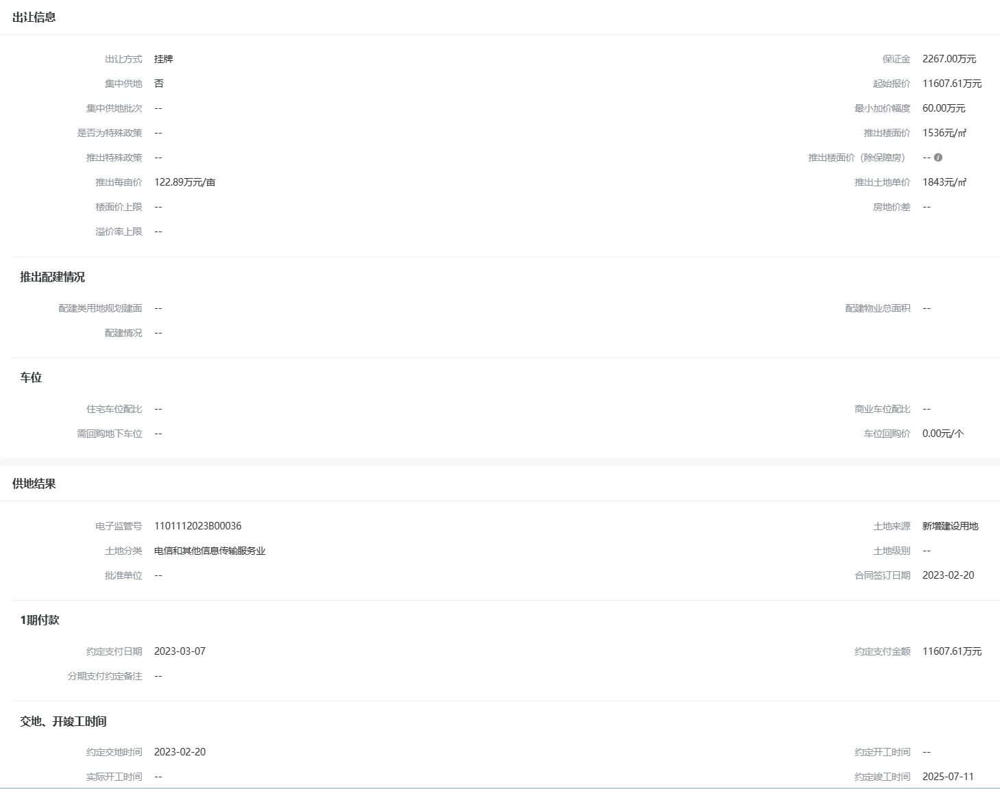 出让信息
出让方式 挂牌 保证金 2267.00万元
集中供地 否 起始报价 11607.61万元
集中供地批次 -- 最小加价幅度 60.00万元
是否为特殊政策 -- 推出楼面价 1536元/㎡
推出特殊政策 -- 推出楼面价（除保障房） --
推出每亩价 122.89万元/亩 推出土地单价 1843元/㎡
楼面价上限 -- 房地价差 --
溢价率上限 --
推出配建情况
配建类用地规划建面 -- 配建物业总面积 --
配建情况 --
车位
住宅车位配比 -- 商业车位配比 --
需回购地下车位 -- 车位回购价 0.00元/个
供地结果
电子监管号 1101112023B00036 土地来源 新增建设用地
土地分类 电信和其他信息传输服务业 土地级别 --
批准单位 -- 合同签订日期 2023-02-20
1期付款
约定支付日期 2023-03-07 约定支付金额 11607.61万元
分期支付约定备注 --
交地、开竣工时间
约定交地时间 2023-02-20 约定开工时间 --
实际开工时间 -- 约定竣工时间 2025-07-11